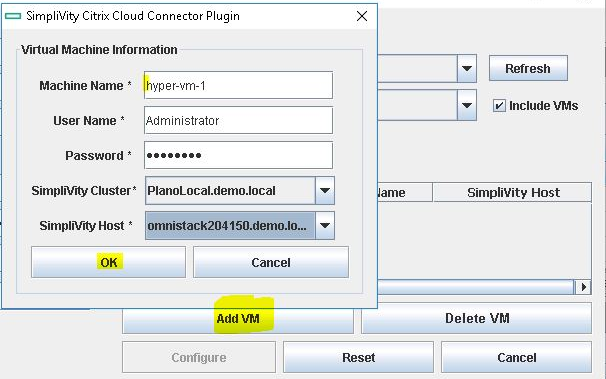 SimpliVity Citrix Cloud Connector Plugin
Virtual Machine Information
Machine Name * hyper-vm-1
User Name * Administrator
Password * ••••••••
SimpliVity Cluster* PlanoLocal.demo.local
SimpliVity Host * omnistack204150.demo.lo...
OK Cancel
Refresh
Include VMs
Name SimpliVity Host
Add VM Delete VM
Configure Reset Cancel